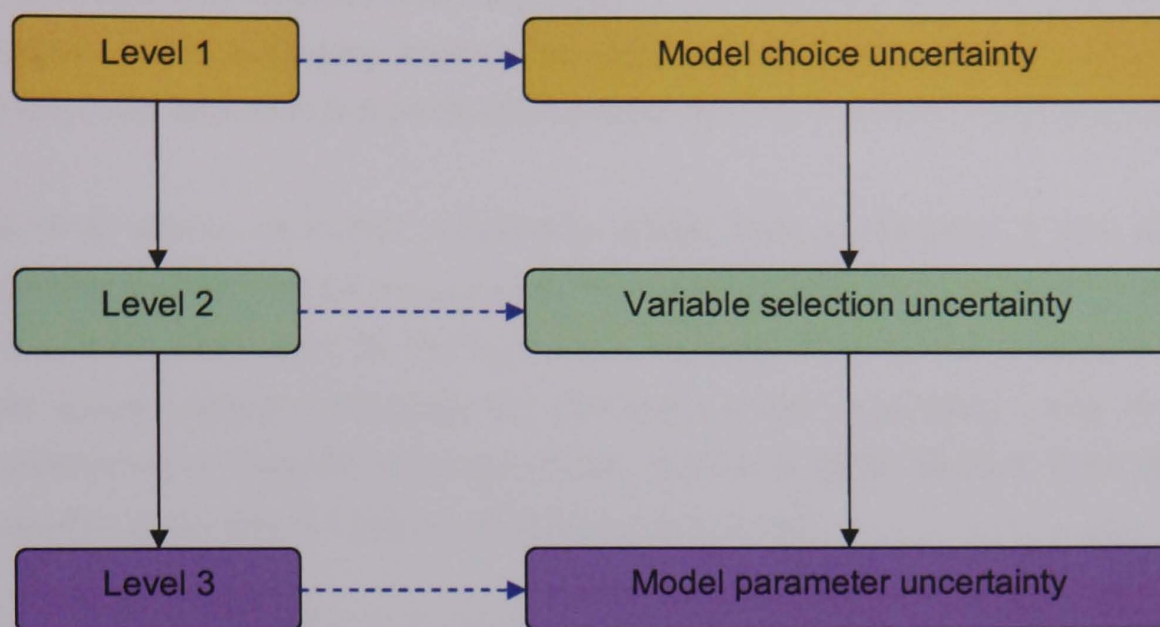 Level 1
Model choice uncertainty
Level 2
Variable selection uncertainty
Level 3
Model parameter uncertainty